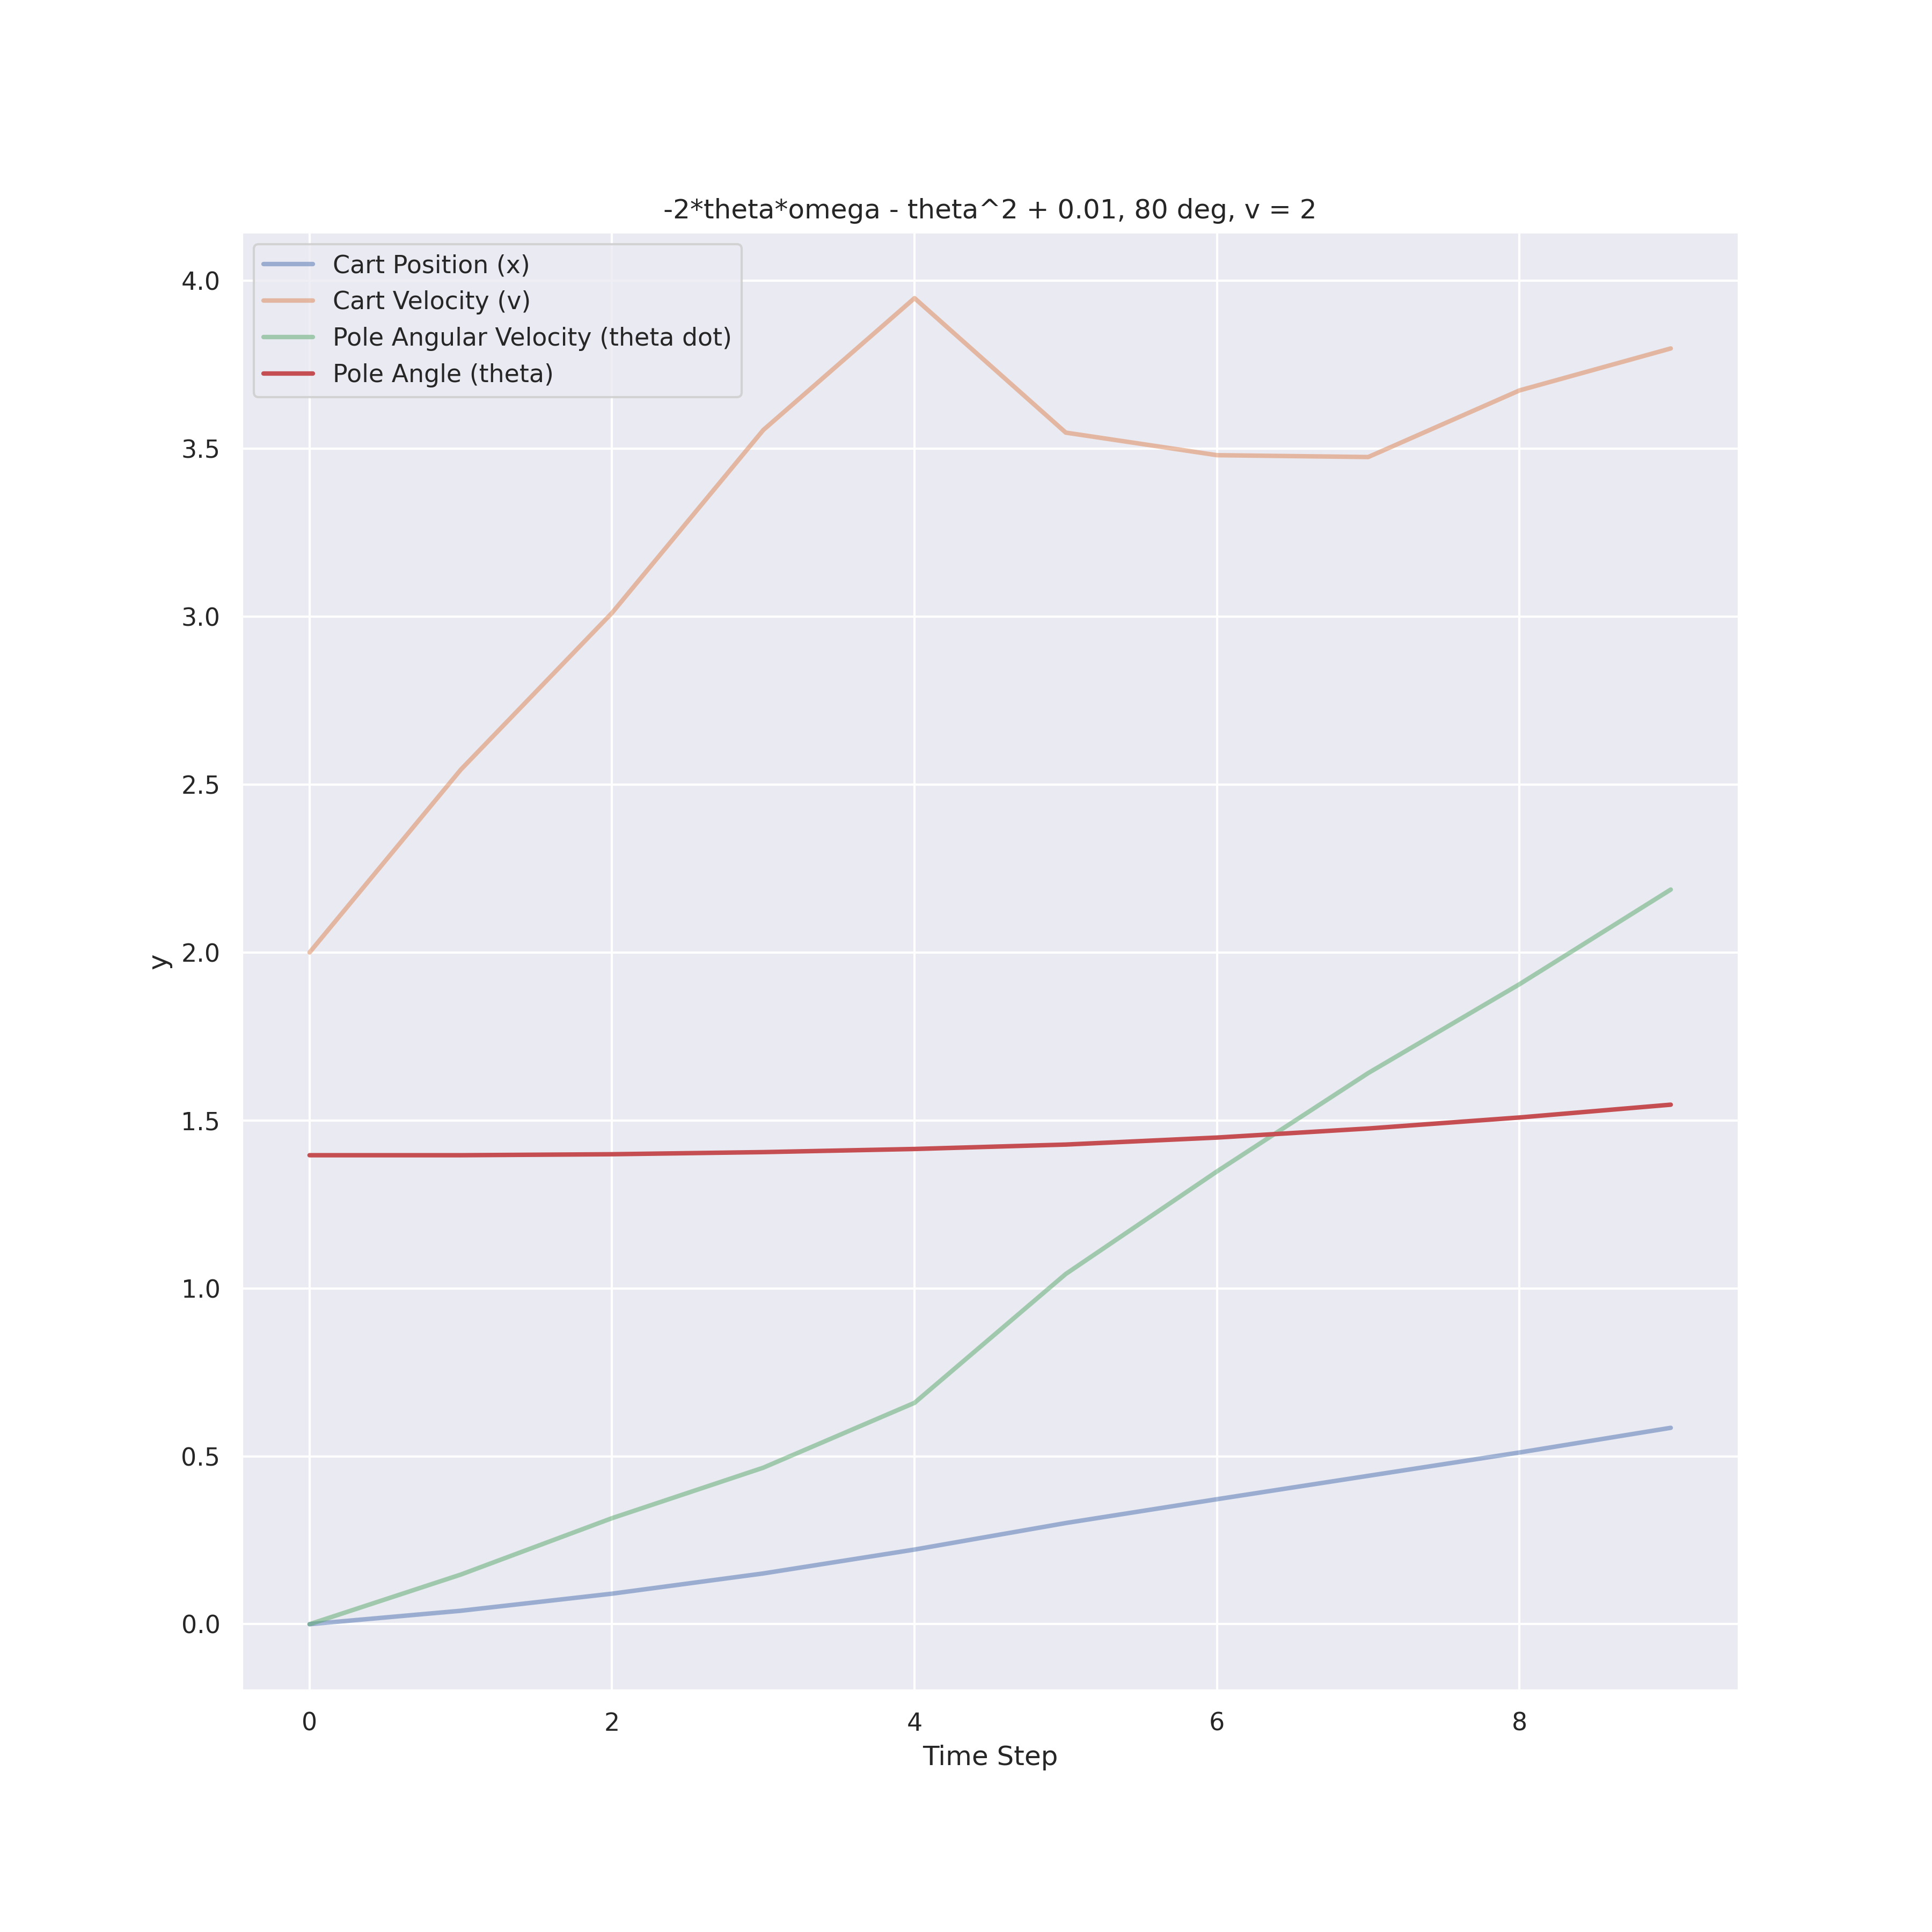 -2*theta*omega - theta^2 + 0.01, 80 deg, v = 2
Cart Position (x)
Cart Velocity (v)
Pole Angular Velocity (theta dot)
Pole Angle (theta)
4.0
3.5
3.0
2.5
2.0
1.5
1.0
0.5
0.0
y
0 2 4 6 8
Time Step